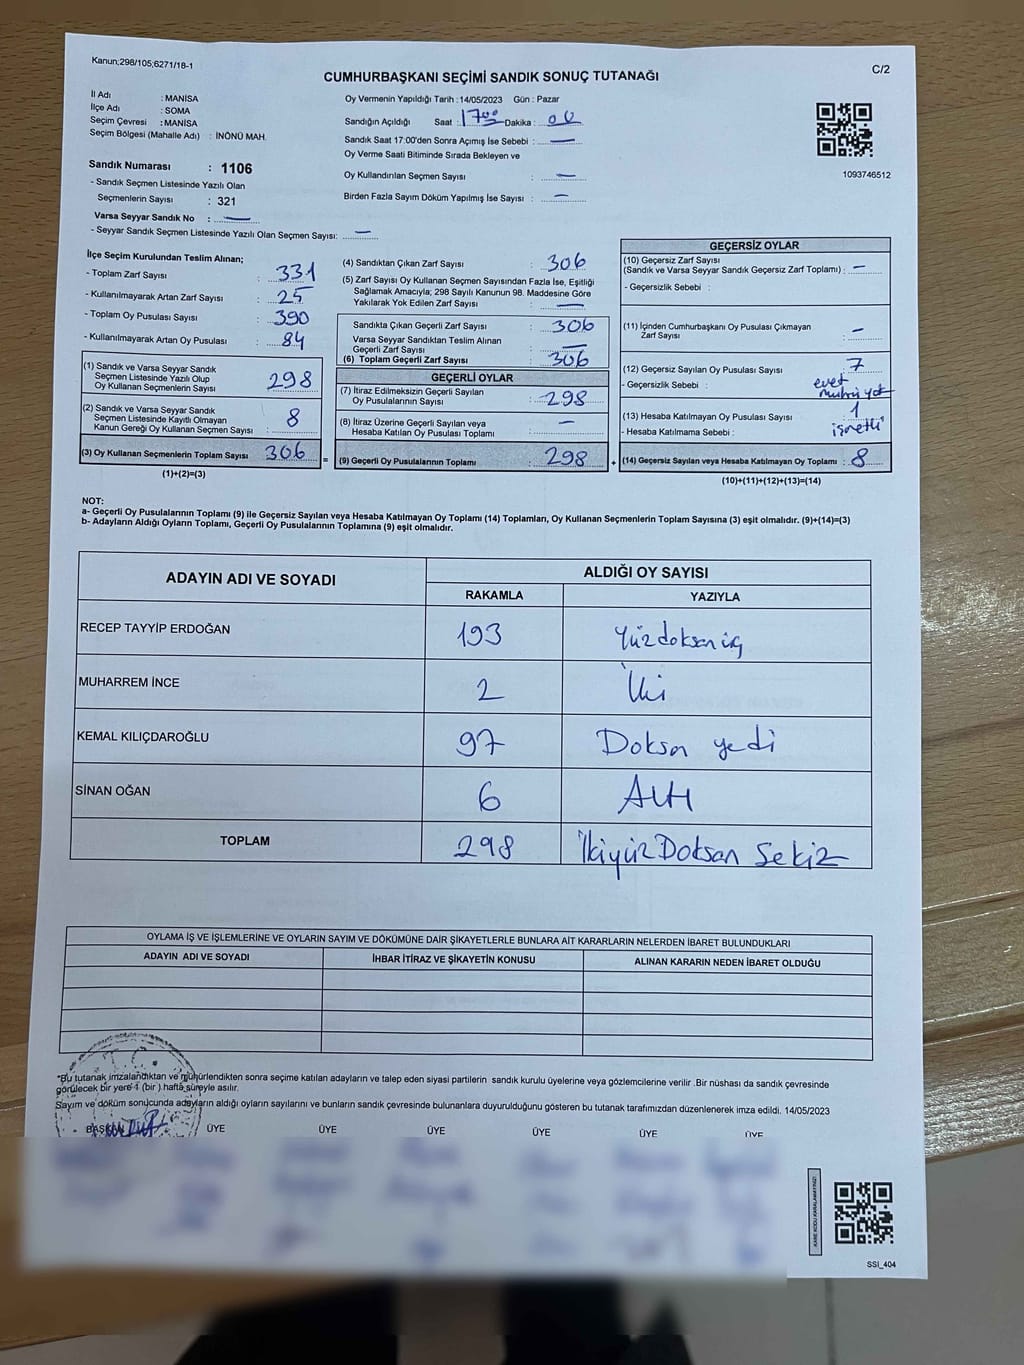 Kanun;298/105;6271/18-1
CUMHURBAŞKANI SEÇİMİ SANDIK SONUÇ TUTANAĞI
C/2
İl Adı : MANİSA
İlçe Adı : SOMA
Seçim Çevresi : MANİSA
Seçim Bölgesi (Mahalle Adı) : İNÖNÜ MAH.
Sandık Numarası : 1106
- Sandık Seçmen Listesinde Yazılı Olan
Seçmenlerin Sayısı : 321
Varsa Seyyar Sandık No : —
- Seyyar Sandık Seçmen Listesinde Yazılı Olan Seçmen Sayısı: —
Oy Vermenin Yapıldığı Tarih :14/05/2023 Gün : Pazar
Sandığın Açıldığı Saat : 17 00 Dakika : 00
Sandık Saat 17:00'den Sonra Açımış İse Sebebi : —
Oy Verme Saati Bitiminde Sırada Bekleyen ve
Oy Kullandırılan Seçmen Sayısı : —
Birden Fazla Sayım Döküm Yapılmış İse Sayısı : —
1093746512
İlçe Seçim Kurulundan Teslim Alınan;
- Toplam Zarf Sayısı : 331
- Kullanılmayarak Artan Zarf Sayısı : 25
- Toplam Oy Pusulası Sayısı : 390
- Kullanılmayarak Artan Oy Pusulası : 84
(1) Sandık ve Varsa Seyyar Sandık
Seçmen Listesinde Yazılı Olup
Oy Kullanan Seçmenlerin Sayısı : 298
(2) Sandık ve Varsa Seyyar Sandık
Seçmen Listesinde Kayıtlı Olmayan
Kanun Gereği Oy Kullanan Seçmen Sayısı : 8
(3) Oy Kullanan Seçmenlerin Toplam Sayısı : 306
(1)+(2)=(3)
(4) Sandıktan Çıkan Zarf Sayısı : 306
(5) Zarf Sayısı Oy Kullanan Seçmen Sayısından Fazla İse, Eşitliği
Sağlamak Amacıyla; 298 Sayılı Kanunun 98. Maddesine Göre
Yakılarak Yok Edilen Zarf Sayısı : —
Sandıkta Çıkan Geçerli Zarf Sayısı : 306
Varsa Seyyar Sandıktan Teslim Alınan
Geçerli Zarf Sayısı : —
(6) Toplam Geçerli Zarf Sayısı : 306
GEÇERLİ OYLAR
(7) İtiraz Edilmeksizin Geçerli Sayılan
Oy Pusulalarının Sayısı : 298
(8) İtiraz Üzerine Geçerli Sayılan veya
Hesaba Katılan Oy Pusulası Toplamı : —
= (9) Geçerli Oy Pusulalarının Toplamı : 298
GEÇERSİZ OYLAR
(10) Geçersiz Zarf Sayısı
(Sandık ve Varsa Seyyar Sandık Geçersiz Zarf Toplamı) : —
- Geçersizlik Sebebi :
(11) İçinden Cumhurbaşkanı Oy Pusulası Çıkmayan
Zarf Sayısı : —
(12) Geçersiz Sayılan Oy Pusulası Sayısı : 7
- Geçersizlik Sebebi : evet
mührü yok
(13) Hesaba Katılmayan Oy Pusulası Sayısı : 1
- Hesaba Katılmama Sebebi : işretli
+ (14) Geçersiz Sayılan veya Hesaba Katılmayan Oy Toplamı : 8
(10)+(11)+(12)+(13)=(14)
NOT:
a- Geçerli Oy Pusulalarının Toplamı (9) ile Geçersiz Sayılan veya Hesaba Katılmayan Oy Toplamı (14) Toplamları, Oy Kullanan Seçmenlerin Toplam Sayısına (3) eşit olmalıdır. (9)+(14)=(3)
b- Adayların Aldığı Oyların Toplamı, Geçerli Oy Pusulalarının Toplamına (9) eşit olmalıdır.
ADAYIN ADI VE SOYADI ALDIĞI OY SAYISI
RAKAMLA YAZIYLA
RECEP TAYYİP ERDOĞAN 193 Yüzdoksan üç
MUHARREM İNCE 2 İki
KEMAL KILIÇDAROĞLU 97 Doksn yedi
SİNAN OĞAN 6 Altı
TOPLAM 298 İkiyüz Doksan Sekiz
OYLAMA İŞ VE İŞLEMLERİNE VE OYLARIN SAYIM VE DÖKÜMÜNE DAİR ŞİKAYETLERLE BUNLARA AİT KARARLARIN NELERDEN İBARET BULUNDUKLARI
ADAYIN ADI VE SOYADI İHBAR İTİRAZ VE ŞİKAYETİN KONUSU ALINAN KARARIN NEDEN İBARET OLDUĞU
*Bu tutanak imzalandıktan ve mühürlendikten sonra seçime katılan adayların ve talep eden siyasi partilerin sandık kurulu üyelerine veya gözlemcilerine verilir .Bir nüshası da sandık çevresinde
görülecek bir yere 1 (bir ) hafta süreyle asılır.
Sayım ve döküm sonucunda adayların aldığı oyların sayılarını ve bunların sandık çevresinde bulunanlara duyurulduğunu gösteren bu tutanak tarafımızdan düzenlenerek imza edildi. 14/05/2023
BAŞKAN ÜYE ÜYE ÜYE ÜYE ÜYE ÜYE
KARE KODU KARALAMAYINIZ!
SSİ_404